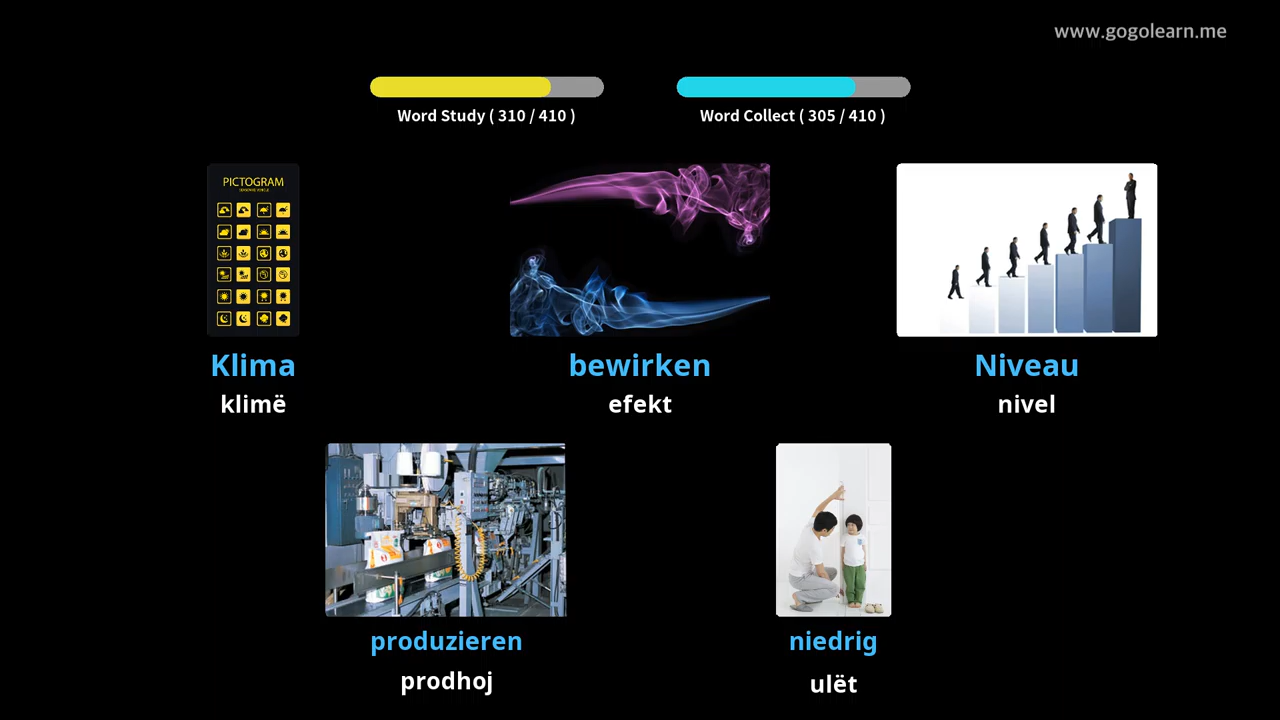 www.gogolearn.me
Word Study ( 310 / 410 )
Word Collect ( 305 / 410 )
PICTOGRAM
Klima
bewirken
Niveau
klimë
efekt
nivel
produzieren
niedrig
prodhoj
ulët